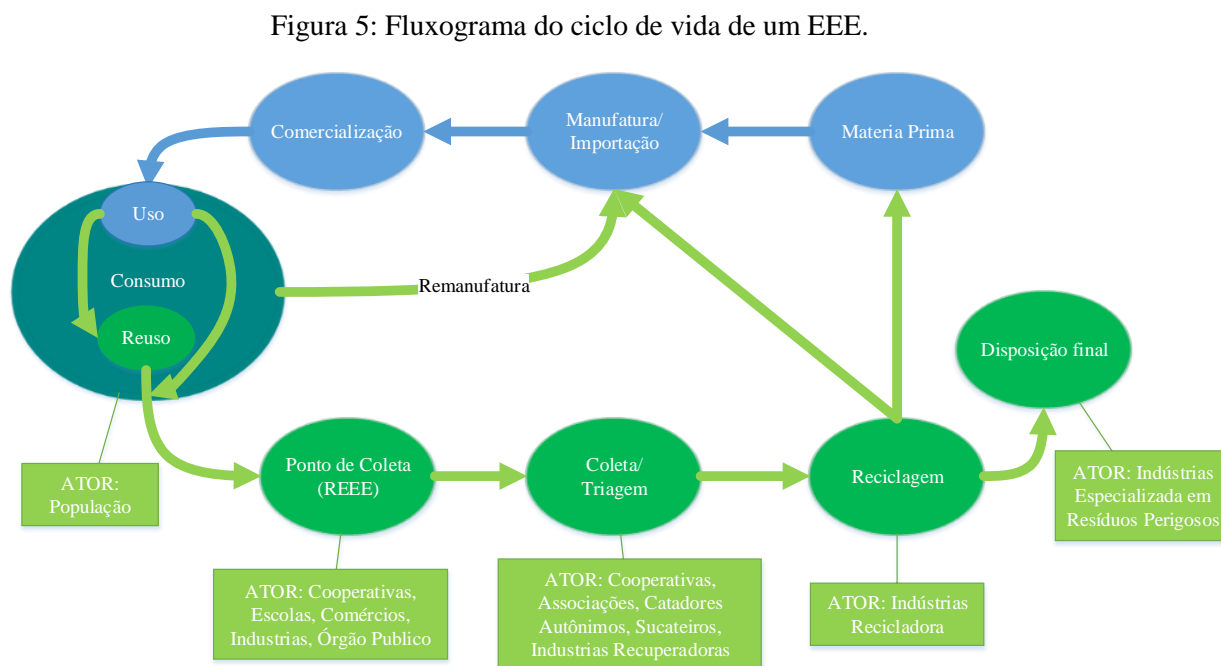 Figura 5: Fluxograma do ciclo de vida de um EEE.
Comercialização
Manufatura/
Importação
Materia Prima
Uso
Consumo
Remanufatura
Reuso
Disposição final
Ponto de Coleta
(REEE)
Coleta/
Triagem
Reciclagem
ATOR:
População
ATOR: Indústrias
Especializada em
Resíduos Perigosos
ATOR: Cooperativas,
Escolas, Comércios,
Industrias, Órgão Publico
ATOR: Cooperativas,
Associações, Catadores
Autônimos, Sucateiros,
Industrias Recuperadoras
ATOR: Indústrias
Recicladora